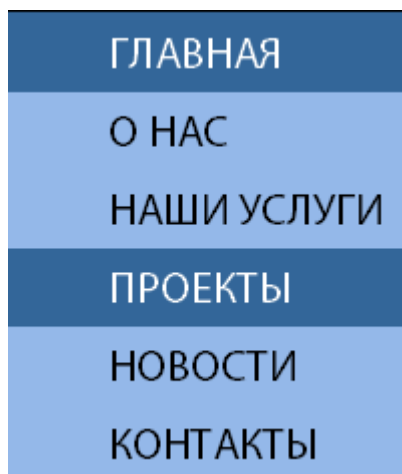 ГЛАВНАЯ
О НАС
НАШИ УСЛУГИ
ПРОЕКТЫ
НОВОСТИ
КОНТАКТЫ